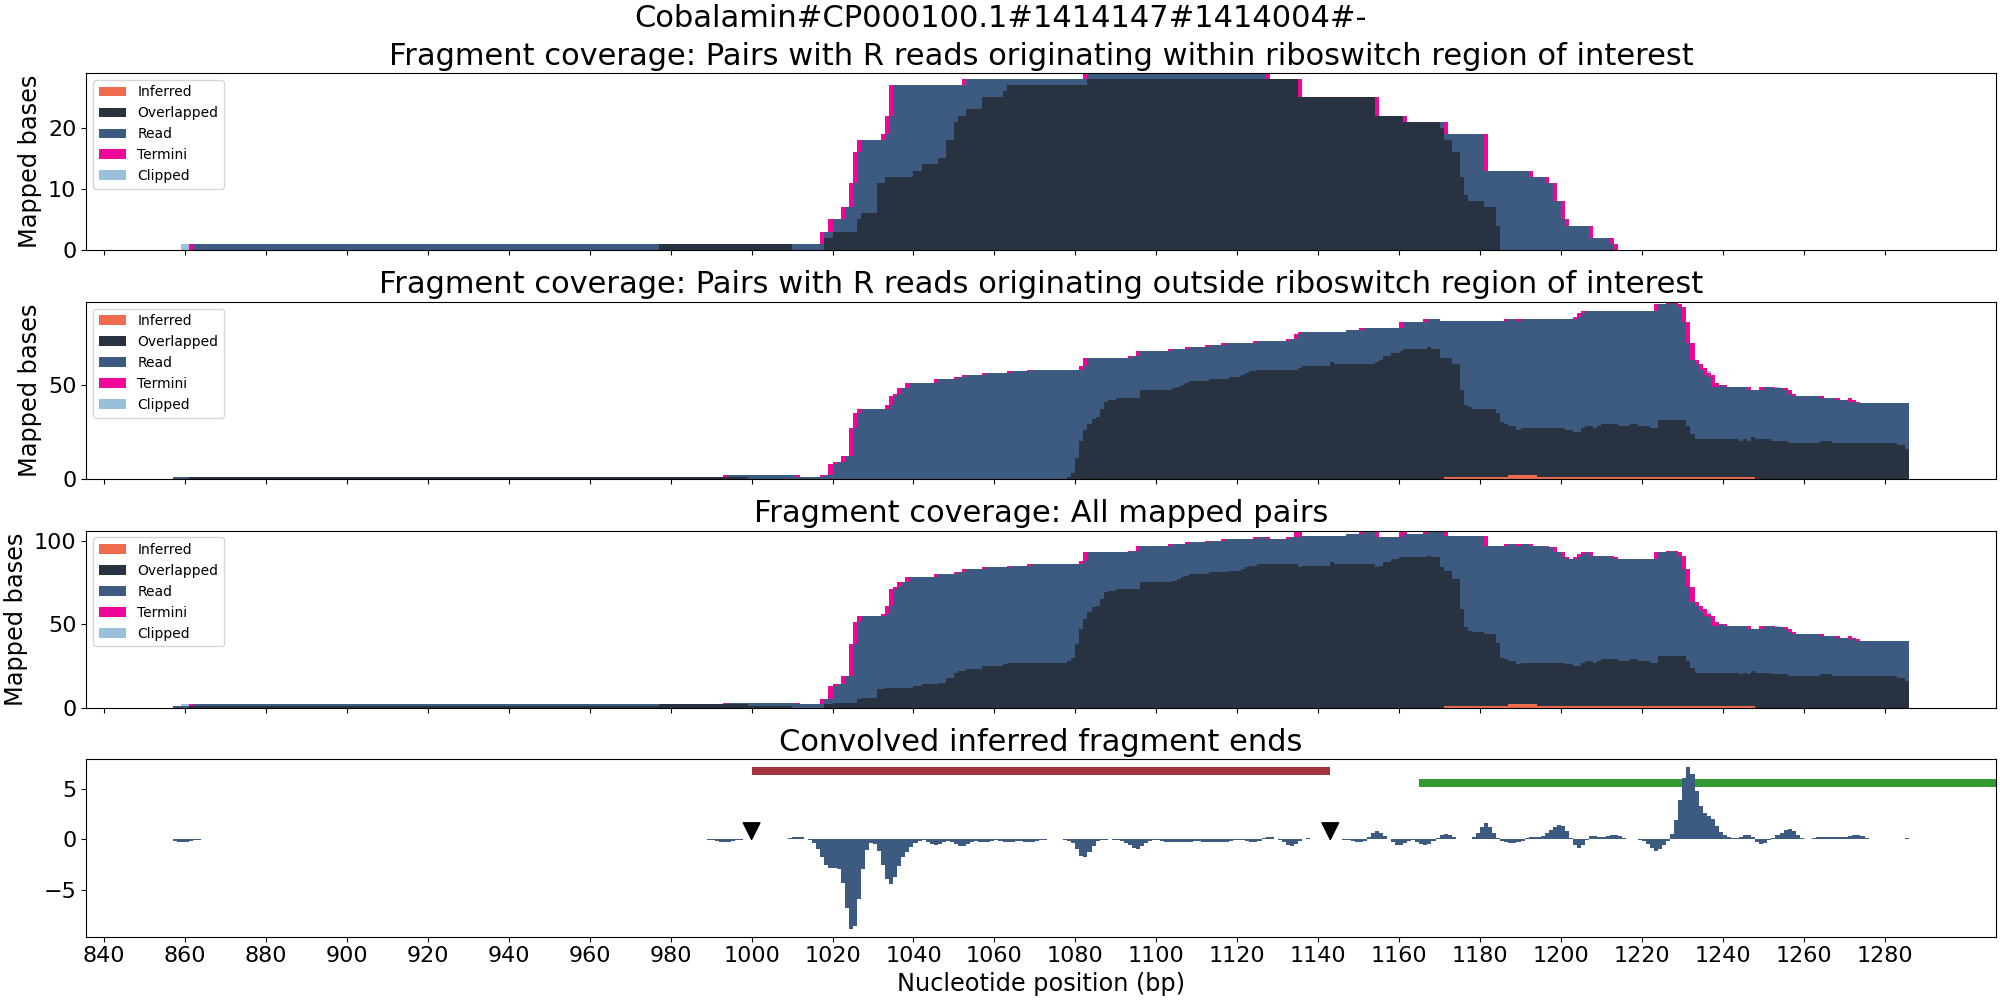 Cobalamin#CP000100.1#1414147#1414004#-
Fragment coverage: Pairs with R reads originating within riboswitch region of interest
Mapped bases
20
10
0
Inferred
Overlapped
Read
Termini
Clipped
Fragment coverage: Pairs with R reads originating outside riboswitch region of interest
Mapped bases
50
0
Inferred
Overlapped
Read
Termini
Clipped
Fragment coverage: All mapped pairs
Mapped bases
100
50
0
Inferred
Overlapped
Read
Termini
Clipped
Convolved inferred fragment ends
5
0
−5
840 860 880 900 920 940 960 980 1000 1020 1040 1060 1080 1100 1120 1140 1160 1180 1200 1220 1240 1260 1280
Nucleotide position (bp)